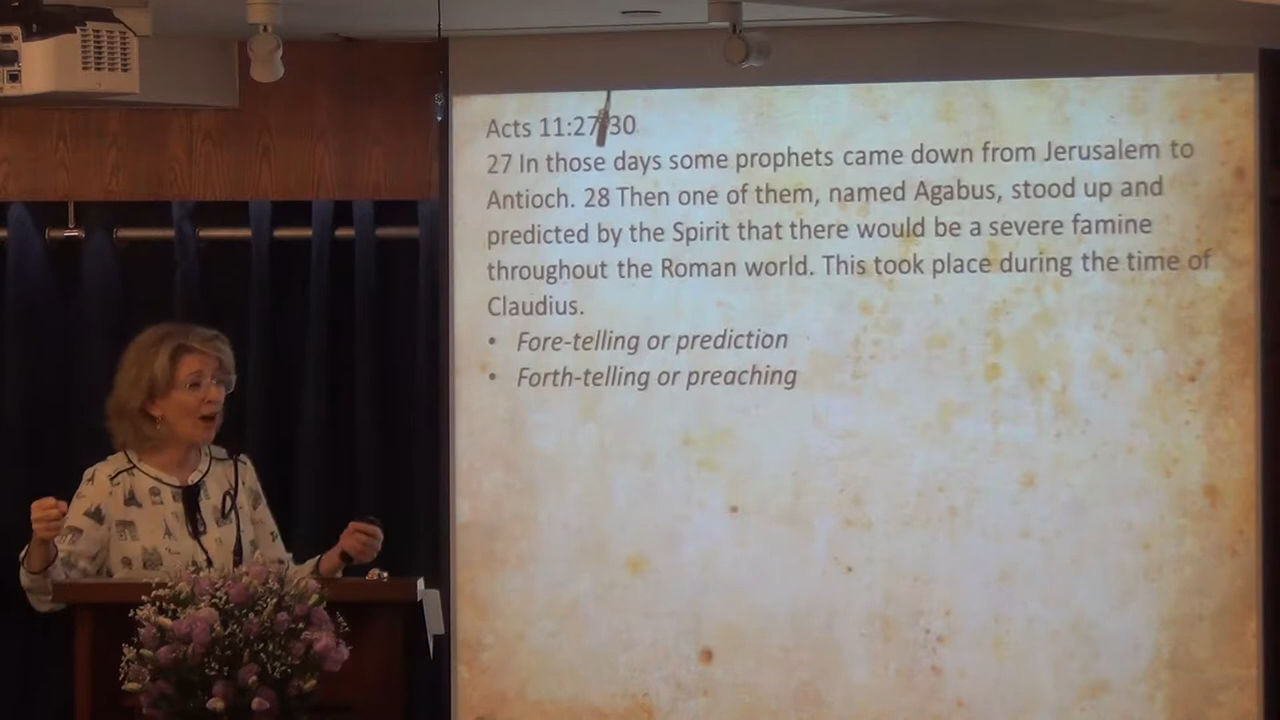 Acts 11:27-30
27 In those days some prophets came down from Jerusalem to
Antioch. 28 Then one of them, named Agabus, stood up and
predicted by the Spirit that there would be a severe famine
throughout the Roman world. This took place during the time of
Claudius.
• Fore-telling or prediction
• Forth-telling or preaching